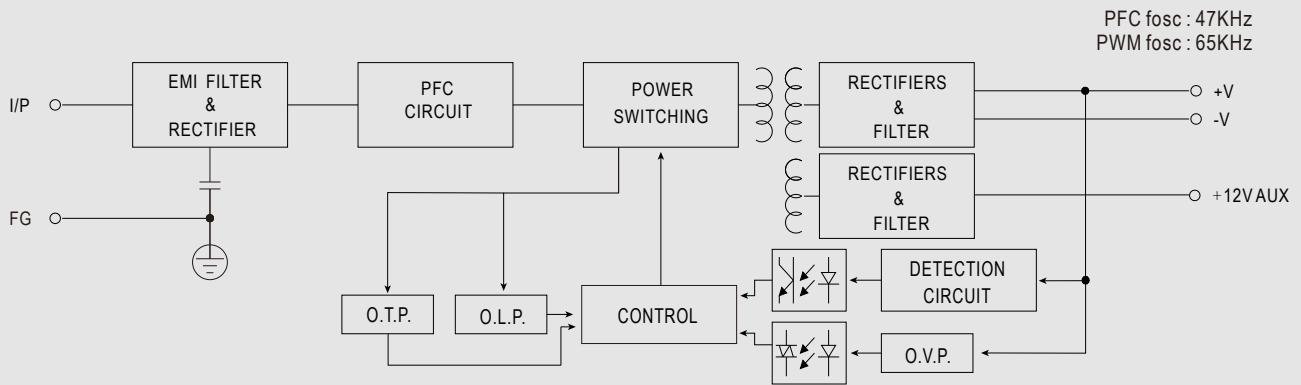 PFC fosc : 47KHz
PWM fosc : 65KHz
I/P
EMI FILTER
&
RECTIFIER
PFC
CIRCUIT
POWER
SWITCHING
RECTIFIERS
&
FILTER
+V
-V
RECTIFIERS
&
FILTER
+12V AUX
FG
O.T.P.
O.L.P.
CONTROL
DETECTION
CIRCUIT
O.V.P.